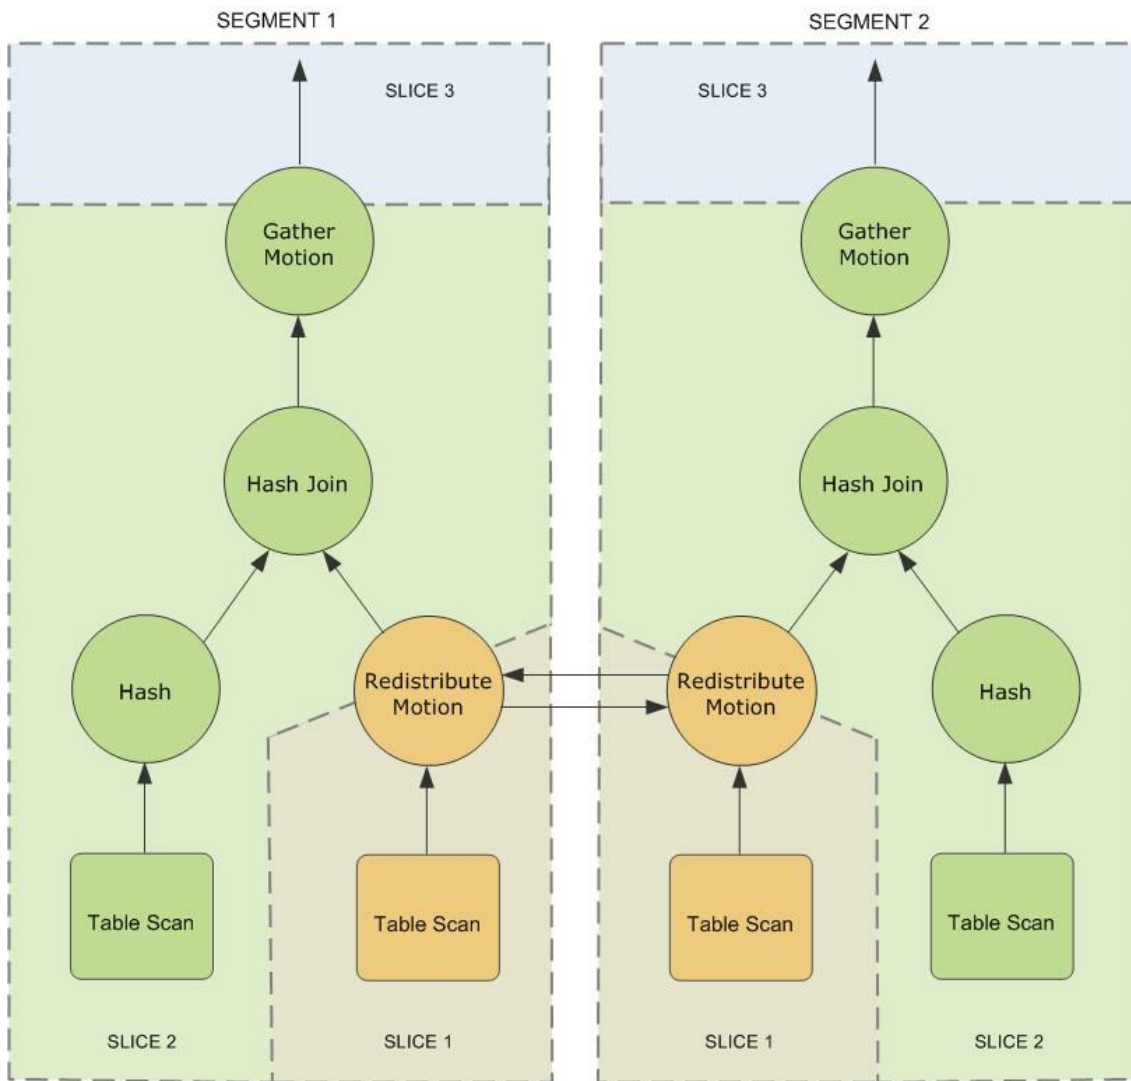 SEGMENT 1
SEGMENT 2
SLICE 3
SLICE 3
Gather
Motion
Gather
Motion
Hash Join
Hash Join
Hash
Redistribute
Motion
Redistribute
Motion
Hash
Table Scan
Table Scan
Table Scan
Table Scan
SLICE 2
SLICE 1
SLICE 1
SLICE 2